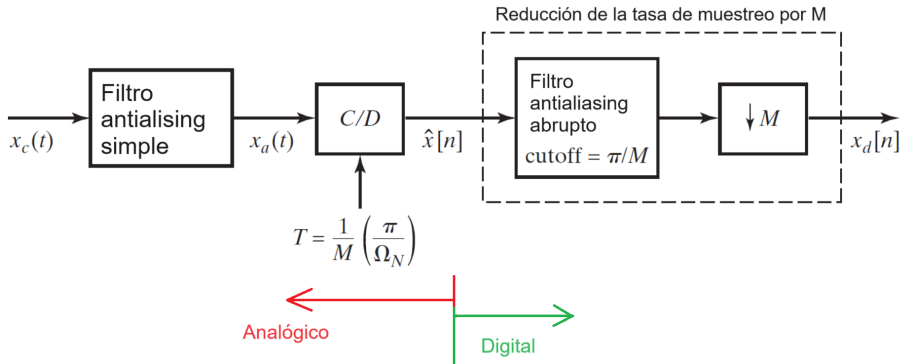 Reducción de la tasa de muestreo por M
Filtro
antialising
simple
C/D
Filtro
antialiasing
abrupto
cutoff = π/M
↓ M
x_c(t)
x_a(t)
x̂[n]
x_d[n]
T = 1/M (π/Ω_N)
Analógico
Digital